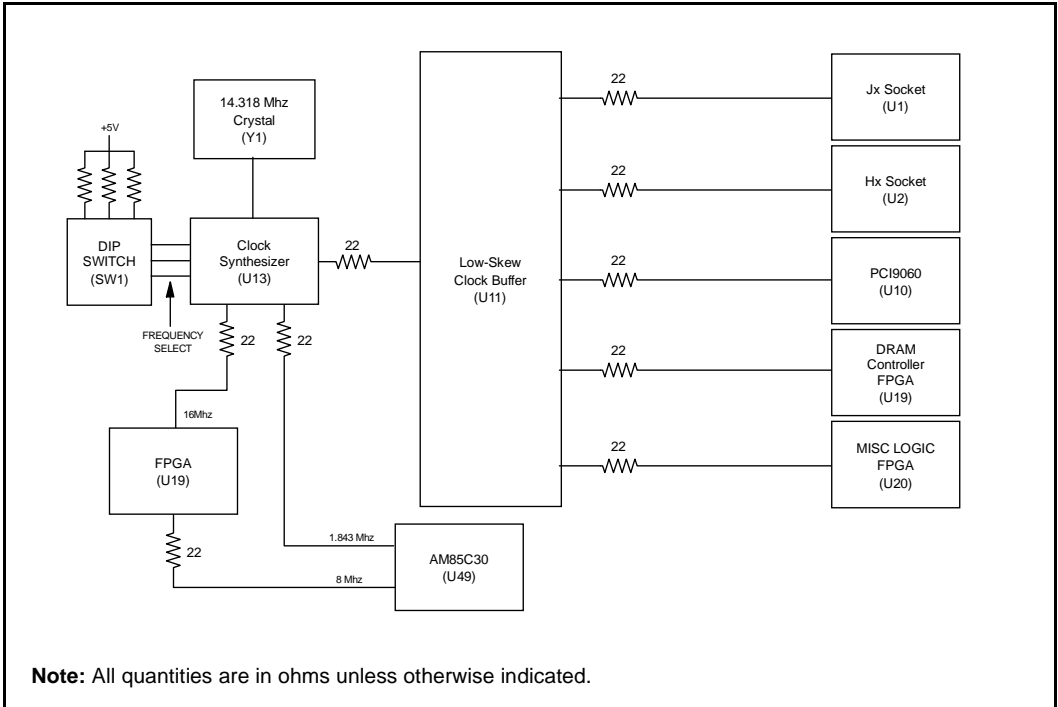 14.318 Mhz
Crystal
(Y1)
+5V
DIP
SWITCH
(SW1)
FREQUENCY
SELECT
Clock
Synthesizer
(U13)
22
22
22
16Mhz
FPGA
(U19)
22
1.843 Mhz
8 Mhz
AM85C30
(U49)
Low-Skew
Clock Buffer
(U11)
22
Jx Socket
(U1)
22
Hx Socket
(U2)
22
PCI9060
(U10)
22
DRAM
Controller
FPGA
(U19)
22
MISC LOGIC
FPGA
(U20)
Note: All quantities are in ohms unless otherwise indicated.